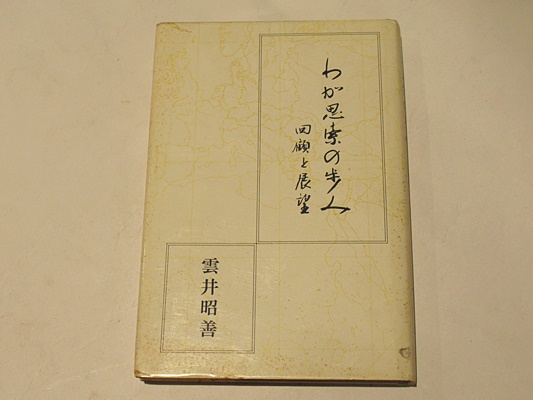 わが思索の歩み
回顧と展望
雲井昭善